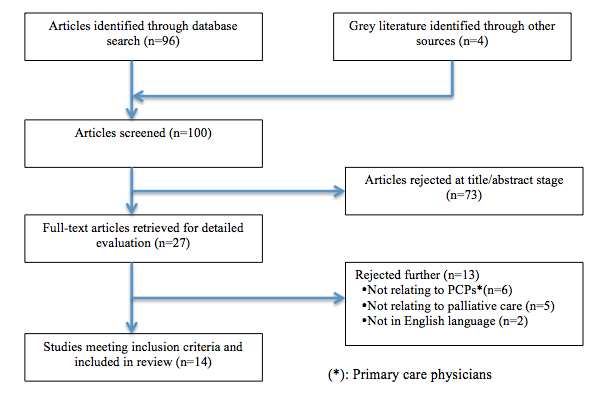 Articles identified through database
search (n=96)
Grey literature identified through other
sources (n=4)
Articles screened (n=100)
Articles rejected at title/abstract stage
(n=73)
Full-text articles retrieved for detailed
evaluation (n=27)
Rejected further (n=13)
•Not relating to PCPs*(n=6)
•Not relating to palliative care (n=5)
•Not in English language (n=2)
Studies meeting inclusion criteria and
included in review (n=14)
(*): Primary care physicians